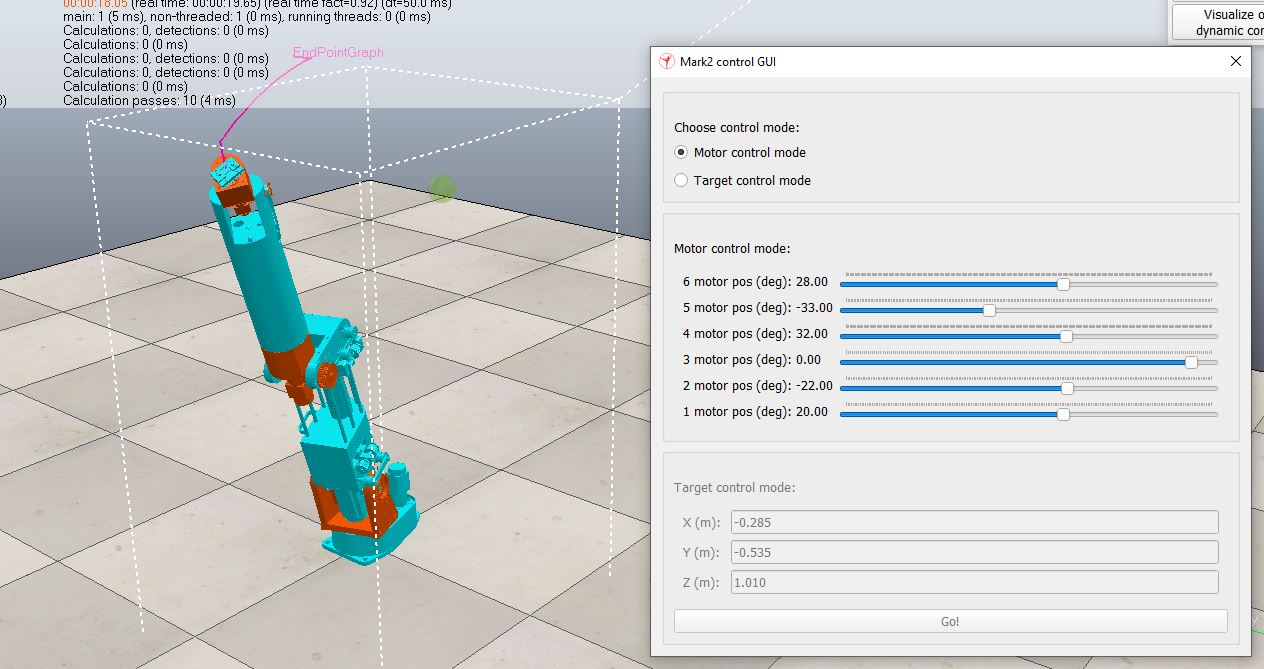 00:00:18.05 (real time: 00:00:19.65) (real time fact=0.92) (dt=50.0 ms)
main: 1 (5 ms), non-threaded: 1 (0 ms), running threads: 0 (0 ms)
Calculations: 0, detections: 0 (0 ms)
Calculations: 0 (0 ms)
Calculations: 0, detections: 0 (0 ms)
Calculations: 0, detections: 0 (0 ms)
Calculations: 0 (0 ms)
Calculation passes: 10 (4 ms)
EndPointGraph
Visualize
dynamic
Mark2 control GUI
Choose control mode:
Motor control mode
Target control mode
Motor control mode:
6 motor pos (deg): 28.00
5 motor pos (deg): -33.00
4 motor pos (deg): 32.00
3 motor pos (deg): 0.00
2 motor pos (deg): -22.00
1 motor pos (deg): 20.00
Target control mode:
X (m): -0.285
Y (m): -0.535
Z (m): 1.010
Go!